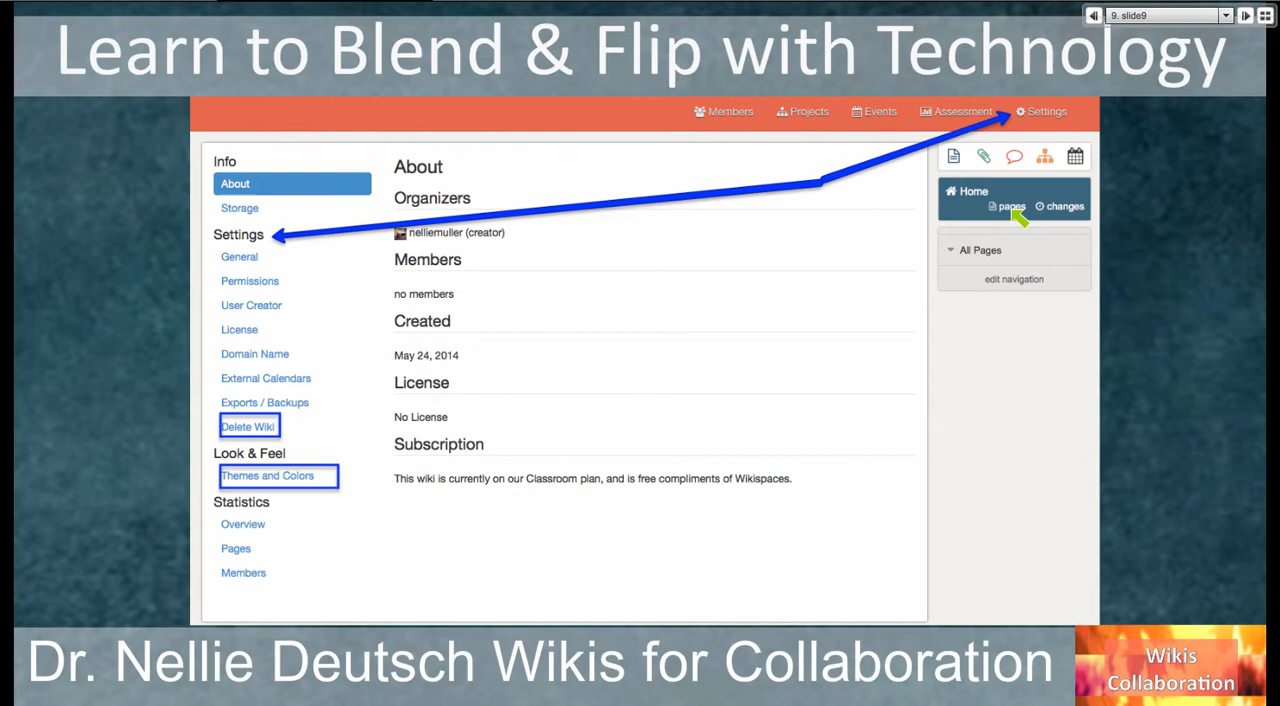 9. slide9
Learn to Blend & Flip with Technology
Members Projects Events Assessment Settings
Info
About
Storage
Settings
General
Permissions
User Creator
License
Domain Name
External Calendars
Exports / Backups
Delete Wiki
Look & Feel
Themes and Colors
Statistics
Overview
Pages
Members
About
Organizers
nelliemuller (creator)
Members
no members
Created
May 24, 2014
License
No License
Subscription
This wiki is currently on our Classroom plan, and is free compliments of Wikispaces.
Home
pages changes
All Pages
edit navigation
Dr. Nellie Deutsch Wikis for Collaboration
Wikis
Collaboration